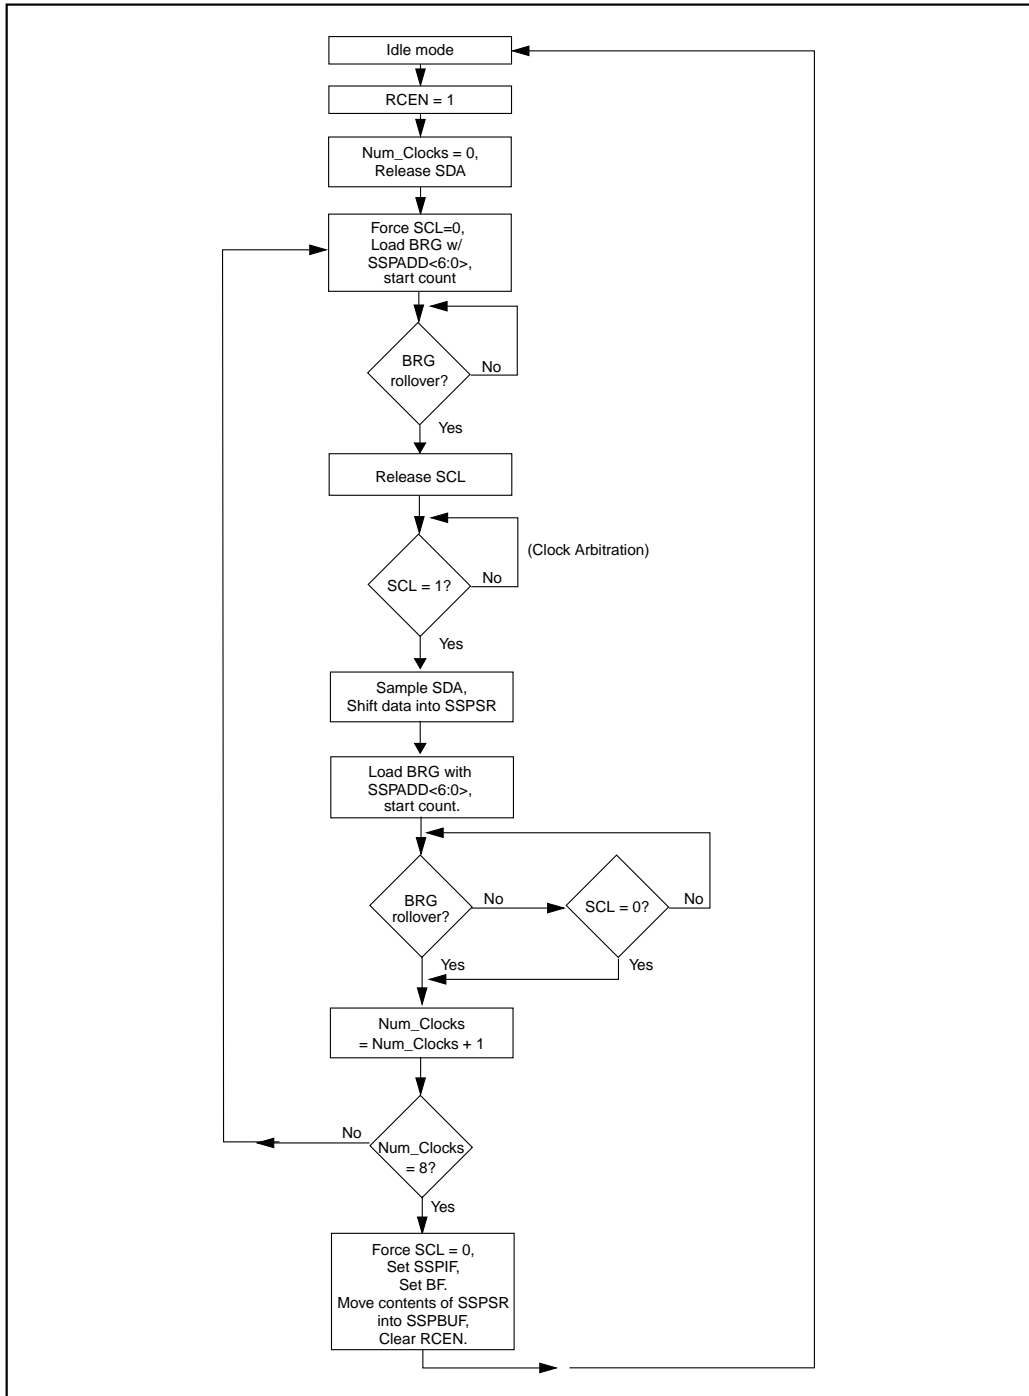 Idle mode
RCEN = 1
Num_Clocks = 0,
Release SDA
Force SCL=0,
Load BRG w/
SSPADD<6:0>,
start count
BRG
rollover?
No
Yes
Release SCL
(Clock Arbitration)
SCL = 1?
No
Yes
Sample SDA,
Shift data into SSPSR
Load BRG with
SSPADD<6:0>,
start count.
BRG
rollover?
No
SCL = 0?
No
Yes
Yes
Num_Clocks
= Num_Clocks + 1
No
Num_Clocks
= 8?
Yes
Force SCL = 0,
Set SSPIF,
Set BF.
Move contents of SSPSR
into SSPBUF,
Clear RCEN.